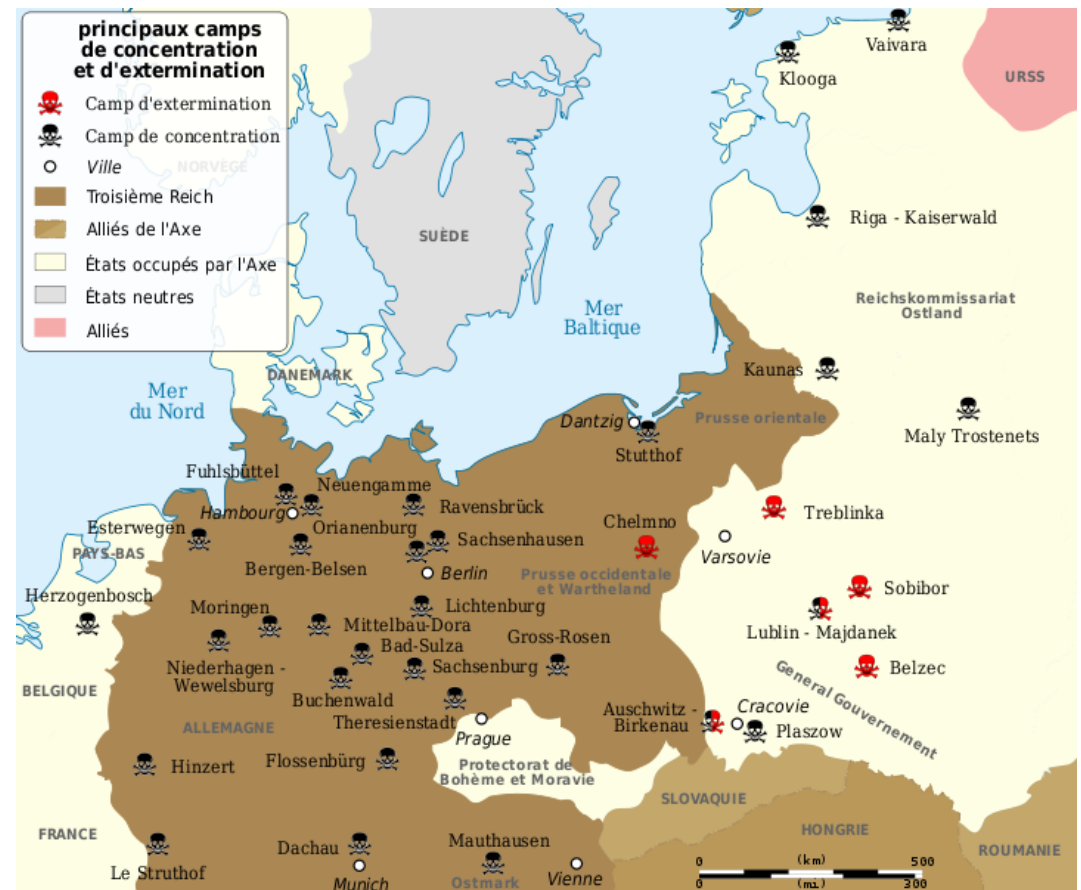 principaux camps
de concentration
et d'extermination
Camp d'extermination
Camp de concentration
Ville
Troisième Reich
Alliés de l'Axe
États occupés par l'Axe
États neutres
Alliés
NORVÈGE
SUÈDE
Vaivara
Klooga
URSS
Riga - Kaiserwald
Mer
Baltique
Reichskommissariat
Ostland
DANEMARK
Mer
du Nord
Kaunas
Maly Trostenets
Dantzig
Prusse orientale
Stutthof
Fuhlsbüttel
Neuengamme
Hambourg
Ravensbrück
Esterwegen
Orianenburg
Chelmno
Treblinka
PAYS-BAS
Bergen-Belsen
Sachsenhausen
Varsovie
Berlin
Prusse occidentale
et Wartheland
Herzogenbosch
Sobibor
Moringen
Lichtenburg
Mittelbau-Dora
Gross-Rosen
Lublin - Majdanek
Bad-Sulza
Niederhagen -
Wewelsburg
Sachsenburg
Belzec
BELGIQUE
Buchenwald
General Gouvernement
Theresienstadt
Auschwitz -
Birkenau
Cracovie
Plaszow
ALLEMAGNE
Prague
Hinzert
Flossenbürg
Protectorat de
Bohème et Moravie
SLOVAQUIE
FRANCE
HONGRIE
ROUMANIE
Dachau
Mauthausen
Le Struthof
Munich
Ostmark
Vienne
0 (km) 500
0 (mi) 300